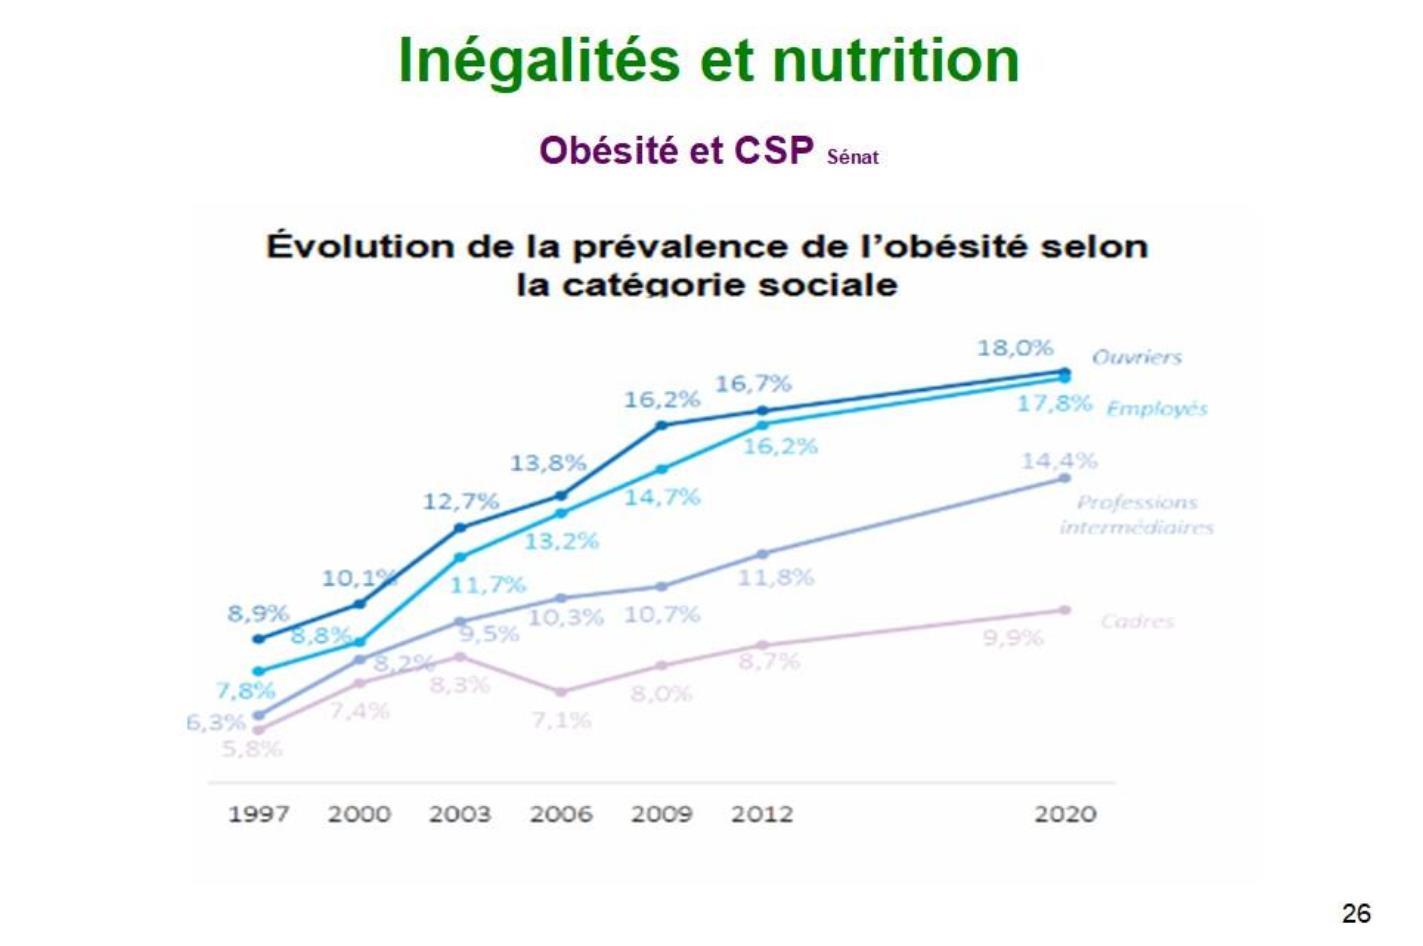 Inégalités et nutrition
Obésité et CSP Sénat
Évolution de la prévalence de l'obésité selon
la catégorie sociale
18,0%
Ouvriers
16,7%
16,2%
17,8% Employés
16,2%
13,8%
14,4%
12,7%
14,7%
Professions
intermédiaires
13,2%
10,1%
11,7%
11,8%
8,9%
10,3%
10,7%
8,8%
9,5%
Cadres
9,9%
8,2%
8,7%
7,8%
8,3%
8,0%
6,3%
7,4%
7,1%
5,8%
1997 2000 2003 2006 2009 2012 2020
26